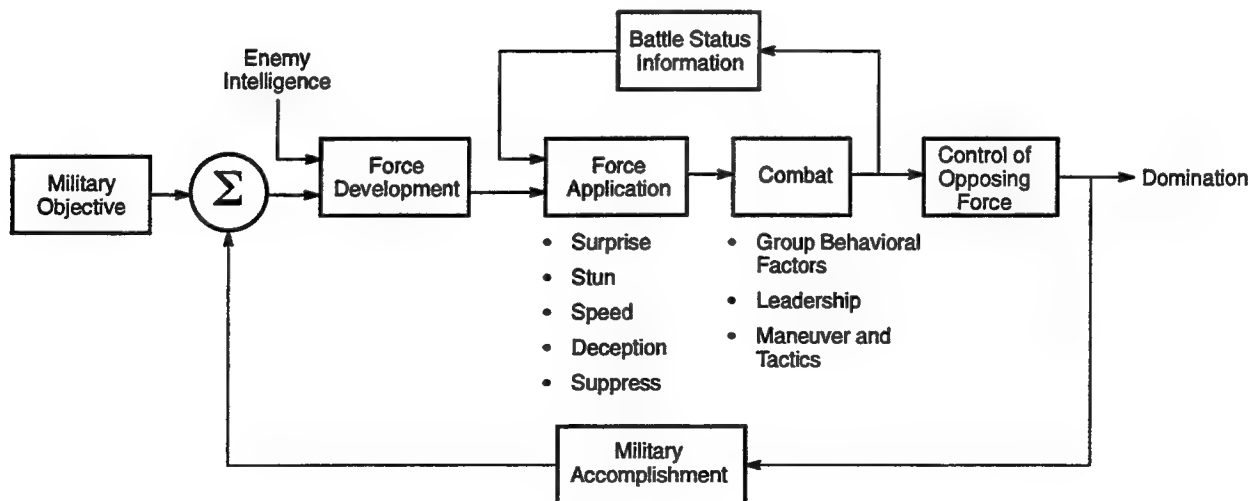 Battle Status
Information
Enemy
Intelligence
Military
Objective
Σ
Force
Development
Force
Application
Combat
Control of
Opposing
Force
Domination
• Surprise
• Stun
• Speed
• Deception
• Suppress
• Group Behavioral
Factors
• Leadership
• Maneuver and
Tactics
Military
Accomplishment